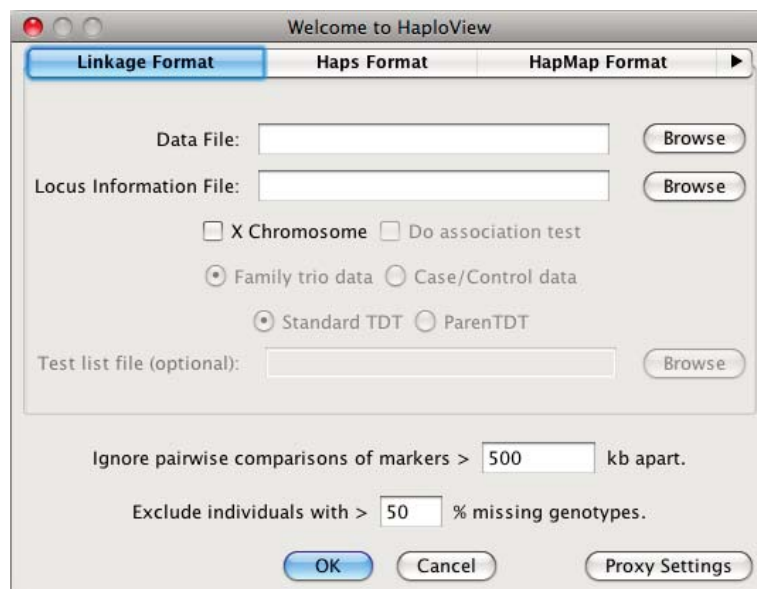 Welcome to HaploView
Linkage Format Haps Format HapMap Format
Data File: Browse
Locus Information File: Browse
X Chromosome Do association test
Family trio data Case/Control data
Standard TDT ParenTDT
Test list file (optional): Browse
Ignore pairwise comparisons of markers > 500 kb apart.
Exclude individuals with > 50 % missing genotypes.
OK Cancel Proxy Settings